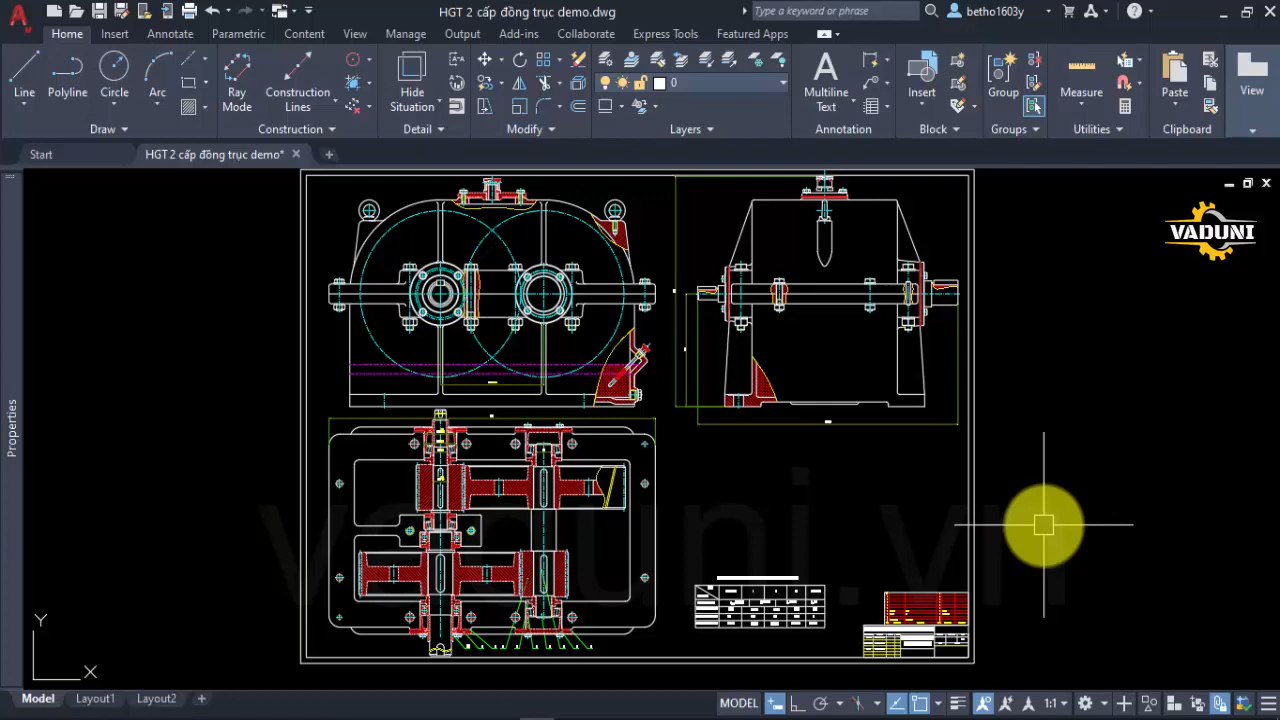 HGT 2 cấp đồng trục demo.dwg
Type a keyword or phrase
betho1603y
Home Insert Annotate Parametric Content View Manage Output Add-ins Collaborate Express Tools Featured Apps
Line Polyline Circle Arc
Ray Mode
Construction Lines
Hide Situation
0
Multiline Text
Insert
Group
Measure
Paste
View
Draw Construction Detail Modify Layers Annotation Block Groups Utilities Clipboard
Start HGT 2 cấp đồng trục demo*
VADUNI
Properties
vaduni.vn
Y
X
Model Layout1 Layout2
MODEL 1:1